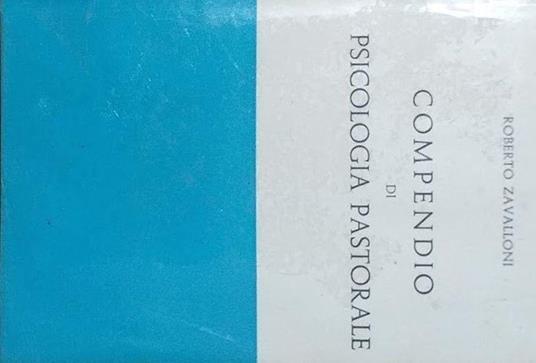 ROBERTO ZAVALLONI
COMPENDIO
DI
PSICOLOGIA PASTORALE